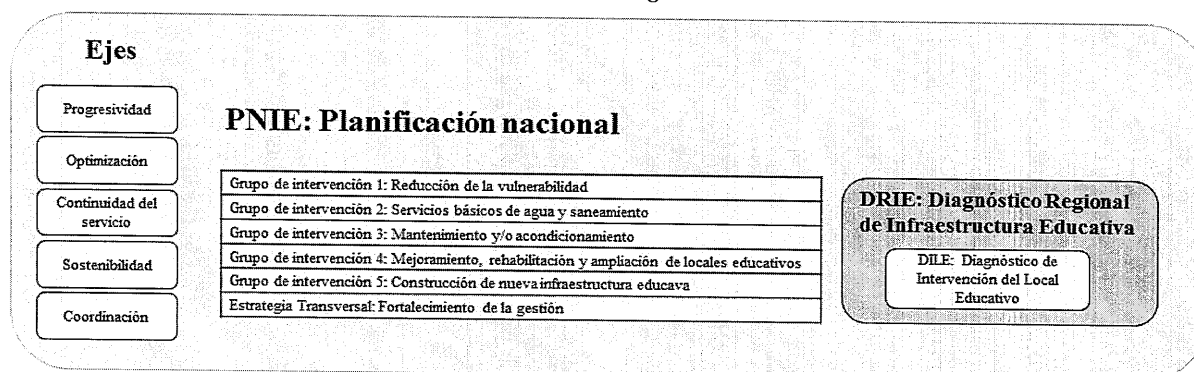 Ejes
Progresividad
Optimización
Continuidad del
servicio
Sostenibilidad
Coordinación
PNIE: Planificación nacional
Grupo de intervención 1: Reducción de la vulnerabilidad
Grupo de intervención 2: Servicios básicos de agua y saneamiento
Grupo de intervención 3: Mantenimiento y/o acondicionamiento
Grupo de intervención 4: Mejoramiento, rehabilitación y ampliación de locales educativos
Grupo de intervención 5: Construcción de nueva infraestructura educava
Estrategia Transversal: Fortalecimiento de la gestión
DRIE: Diagnóstico Regional
de Infraestructura Educativa
DILE: Diagnóstico de
Intervención del Local
Educativo